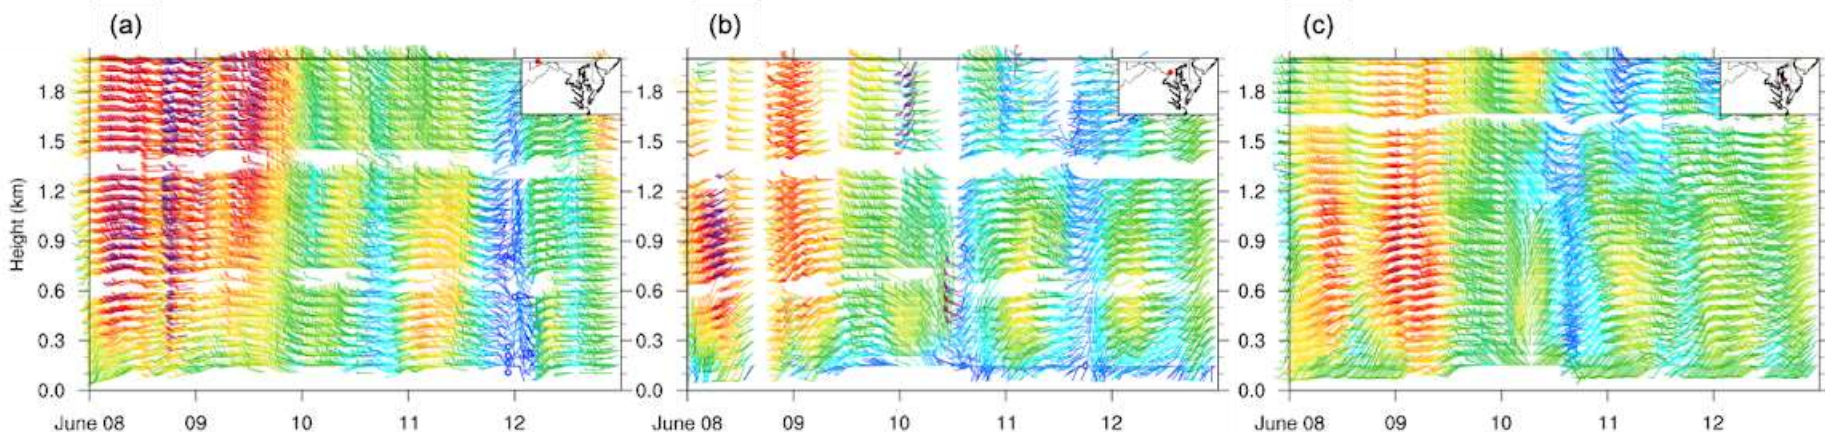 (a) (b) (c)
1.8 1.8 1.8
1.5 1.5 1.5
1.2 1.2 1.2
0.9 0.9 0.9
0.6 0.6 0.6
0.3 0.3 0.3
0.0 0.0 0.0
Height (km)
June 08 09 10 11 12 June 08 09 10 11 12 June 08 09 10 11 12